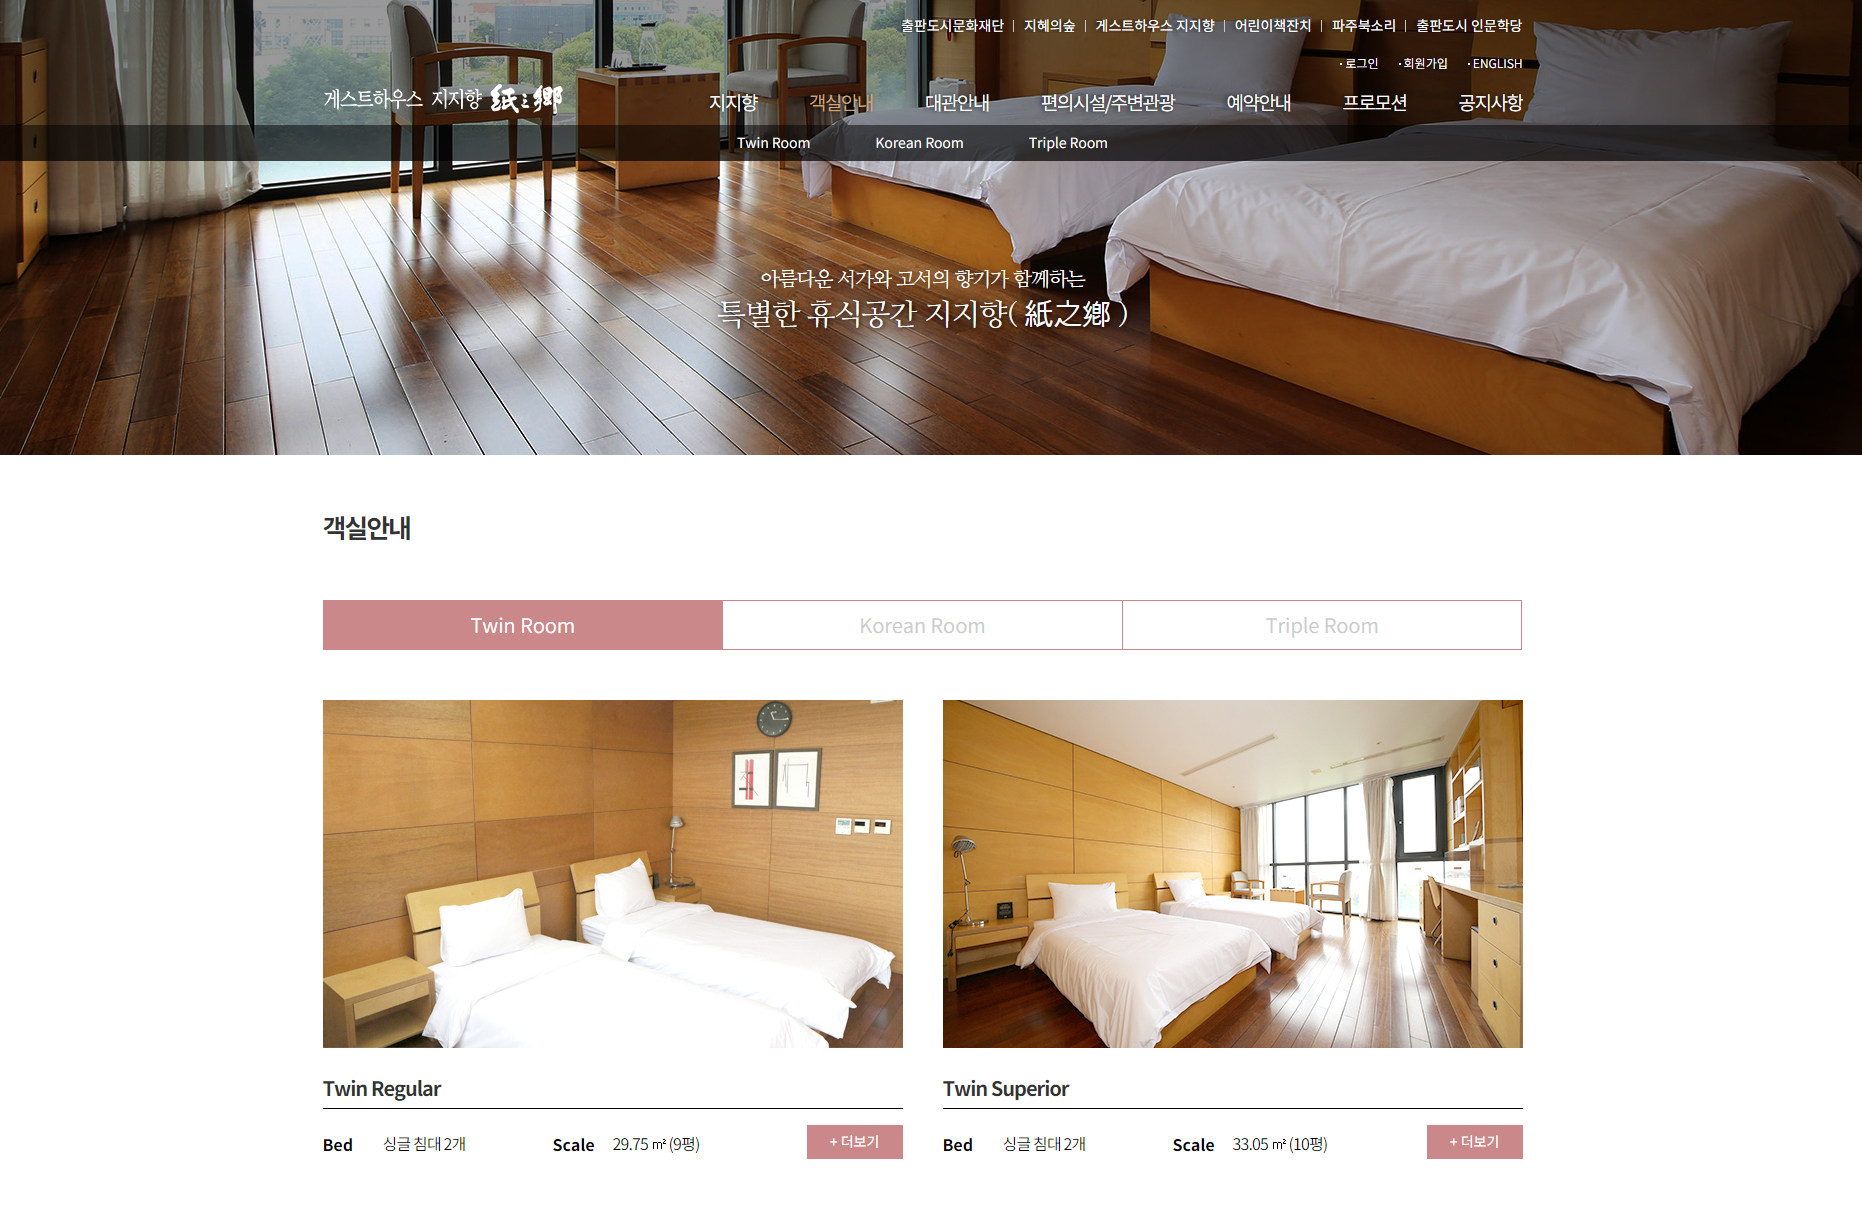 출판도시문화재단 | 지혜의숲 | 게스트하우스 지지향 | 어린이책잔치 | 파주북소리 | 출판도시 인문학당
· 로그인 · 회원가입 · ENGLISH
게스트하우스 지지향 紙之鄕
지지향 객실안내 대관안내 편의시설/주변관광 예약안내 프로모션 공지사항
Twin Room Korean Room Triple Room
아름다운 서가와 고서의 향기가 함께하는
특별한 휴식공간 지지향( 紙之鄕 )
객실안내
Twin Room Korean Room Triple Room
Twin Regular
Bed 싱글 침대 2개 Scale 29.75 ㎡ (9평) + 더보기
Twin Superior
Bed 싱글 침대 2개 Scale 33.05 ㎡ (10평) + 더보기